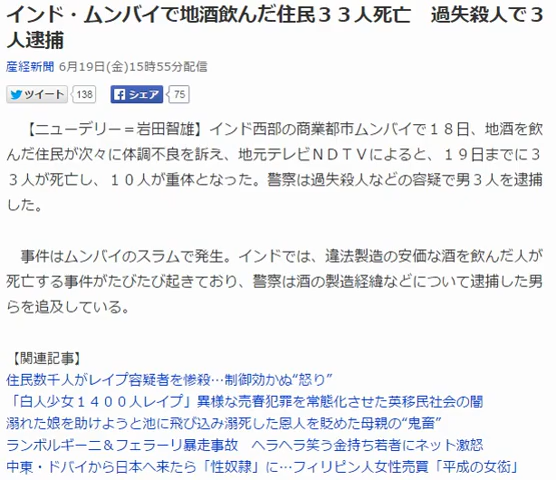 インド・ムンバイで地酒飲んだ住民３３人死亡　過失殺人で３
人逮捕
産経新聞 6月19日(金)15時55分配信
ツイート 138 シェア 75
【ニューデリー＝岩田智雄】インド西部の商業都市ムンバイで１８日、地酒を飲
んだ住民が次々に体調不良を訴え、地元テレビＮＤＴＶによると、１９日までに３
３人が死亡し、１０人が重体となった。警察は過失殺人などの容疑で男３人を逮捕
した。
事件はムンバイのスラムで発生。インドでは、違法製造の安価な酒を飲んだ人が
死亡する事件がたびたび起きており、警察は酒の製造経緯などについて逮捕した男
らを追及している。
【関連記事】
住民数千人がレイプ容疑者を惨殺…制御効かぬ“怒り”
「白人少女１４００人レイプ」異様な売春犯罪を常態化させた英移民社会の闇
溺れた娘を助けようと池に飛び込み溺死した恩人を貶めた母親の“鬼畜”
ランボルギーニ＆フェラーリ暴走事故　ヘラヘラ笑う金持ち若者にネット激怒
中東・ドバイから日本へ来たら「性奴隷」に…フィリピン人女性売買「平成の女衒」